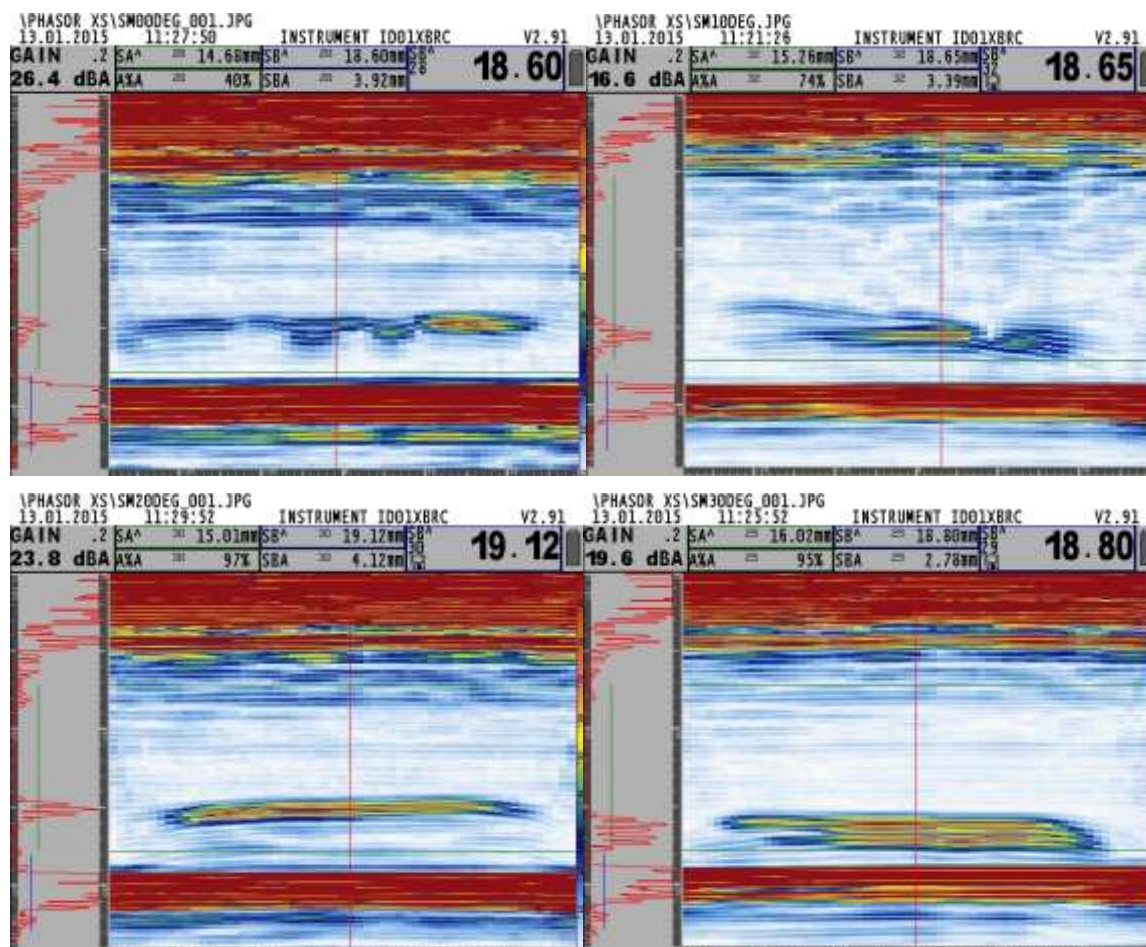 \PHASOR XS\SM00DEG_001.JPG
13.01.2015 11:27:50 INSTRUMENT ID01XBRC V2.91
GAIN .2 SA^ 14.68mm SB^ 18.60mm 18.60
26.4 dBA A%A 40% SBA 3.92mm
\PHASOR XS\SM10DEG.JPG
13.01.2015 11:21:26 INSTRUMENT ID01XBRC V2.91
GAIN .2 SA^ 15.26mm SB^ 18.65mm 18.65
16.6 dBA A%A 74% SBA 3.39mm
\PHASOR XS\SM20DEG_001.JPG
13.01.2015 11:29:52 INSTRUMENT ID01XBRC V2.91
GAIN .2 SA^ 15.01mm SB^ 19.12mm 19.12
23.8 dBA A%A 97% SBA 4.12mm
\PHASOR XS\SM30DEG_001.JPG
13.01.2015 11:25:52 INSTRUMENT ID01XBRC V2.91
GAIN .2 SA^ 16.02mm SB^ 18.80mm 18.80
19.6 dBA A%A 95% SBA 2.78mm